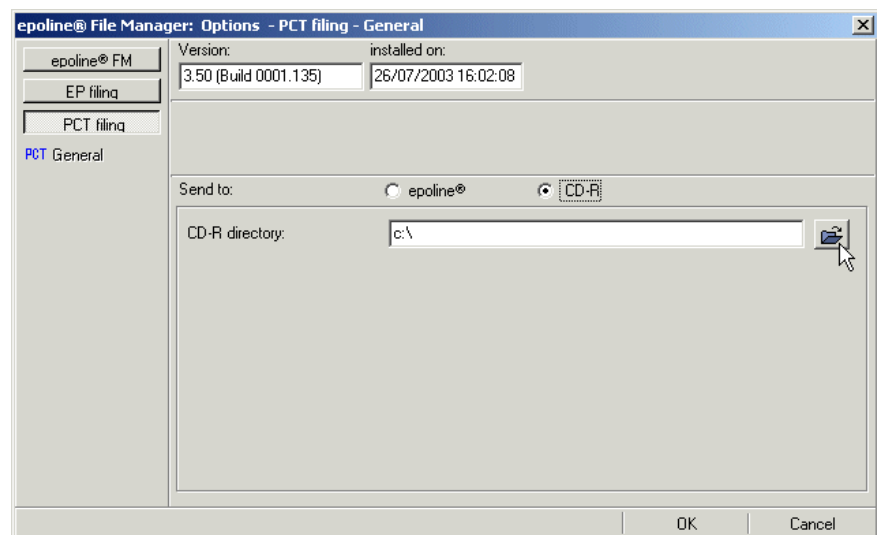 epoline® File Manager: Options - PCT filing - General
epoline® FM
EP filing
PCT filing
PCT General
Version:
installed on:
3.50 (Build 0001.135)
26/07/2003 16:02:08
Send to:
epoline®
CD-R
CD-R directory:
c:\
OK
Cancel